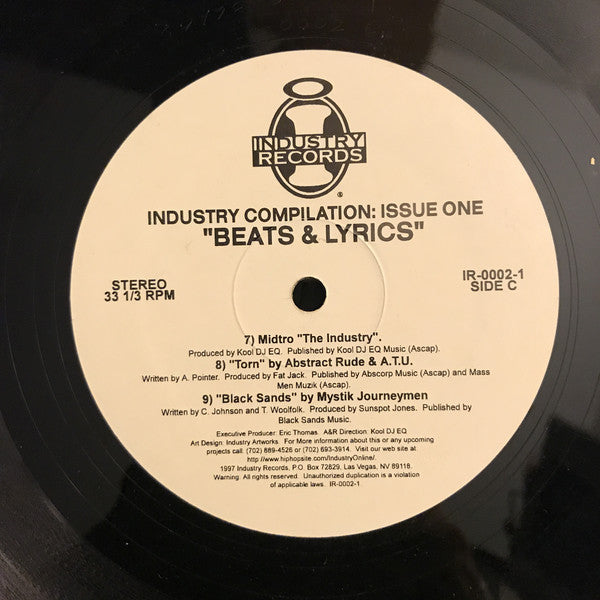 INDUSTRY
RECORDS
®
INDUSTRY COMPILATION: ISSUE ONE
"BEATS & LYRICS"
STEREO
33 1/3 RPM
IR-0002-1
SIDE C
7) Midtro "The Industry".
Produced by Kool DJ EQ. Published by Kool DJ EQ Music (Ascap).
8) "Torn" by Abstract Rude & A.T.U.
Written by A. Pointer. Produced by Fat Jack. Published by Abscorp Music (Ascap) and Mass
Men Muzik (Ascap).
9) "Black Sands" by Mystik Journeymen
Written by C. Johnson and T. Woolfolk. Produced by Sunspot Jones. Published by
Black Sands Music.
Executive Producer: Eric Thomas. A&R Direction: Kool DJ EQ
Art Design: Industry Artworks. For More Information about this or any upcoming
projects call: (702) 889-4526 or (702) 693-3914. Visit our web site at:
http://www.hiphopsite.com/IndustryOnline/.
1997 Industry Records, P.O. Box 72829, Las Vegas, NV 89118.
Warning. All rights reserved. Unauthorized duplication is a violation
of applicable laws. IR-0002-1